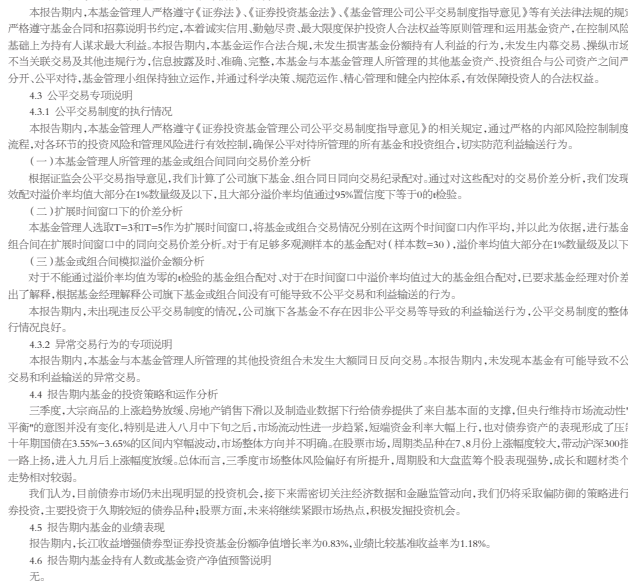 本报告期内,本基金管理人严格遵守《证券法》、《证券投资基金法》、《基金管理公司公平交易制度指导意见》等有关法律法规的规定
严格遵守基金合同和招募说明书约定,本着诚实信用、勤勉尽责、最大限度保护投资人合法权益等原则管理和运用基金资产,在控制风险
基础上为持有人谋求最大利益。本报告期内,本基金运作合法合规,未发生损害基金份额持有人利益的行为,未发生内幕交易、操纵市场
不当关联交易及其他违规行为,信息披露及时、准确、完整,本基金与本基金管理人所管理的其他基金资产、投资组合与公司资产之间严
分开、公平对待,基金管理小组保持独立运作,并通过科学决策、规范运作、精心管理和健全内控体系,有效保障投资人的合法权益。
4.3 公平交易专项说明
4.3.1 公平交易制度的执行情况
本报告期内,本基金管理人严格遵守《证券投资基金管理公司公平交易制度指导意见》的相关规定,通过严格的内部风险控制制度
流程,对各环节的投资风险和管理风险进行有效控制,确保公平对待所管理的所有基金和投资组合,切实防范利益输送行为。
(一)本基金管理人所管理的基金或组合间同向交易价差分析
根据证监会公平交易指导意见,我们计算了公司旗下基金、组合同日同向交易纪录配对。通过对这些配对的交易价差分析,我们发现
效配对溢价率均值大部分在1%数量级及以下,且大部分溢价率均值通过95%置信度下等于0的t检验。
(二)扩展时间窗口下的价差分析
本基金管理人选取T=3和T=5作为扩展时间窗口,将基金或组合交易情况分别在这两个时间窗口内作平均,并以此为依据,进行基金
组合间在扩展时间窗口中的同向交易价差分析。对于有足够多观测样本的基金配对(样本数=30),溢价率均值大部分在1%数量级及以下
(三)基金或组合间模拟溢价金额分析
对于不能通过溢价率均值为零的t检验的基金组合配对、对于在时间窗口中溢价率均值过大的基金组合配对,已要求基金经理对价差
出了解释,根据基金经理解释公司旗下基金或组合间没有可能导致不公平交易和利益输送的行为。
本报告期内,未出现违反公平交易制度的情况,公司旗下各基金不存在因非公平交易等导致的利益输送行为,公平交易制度的整体
行情况良好。
4.3.2 异常交易行为的专项说明
本报告期内,本基金与本基金管理人所管理的其他投资组合未发生大额同日反向交易。本报告期内,未发现本基金有可能导致不公
交易和利益输送的异常交易。
4.4 报告期内基金的投资策略和运作分析
三季度,大宗商品的上涨趋势放缓、房地产销售下滑以及制造业数据下行给债券提供了来自基本面的支撑,但央行维持市场流动性“
平衡”的意图并没有变化,特别是进入八月中下旬之后,市场流动性进一步趋紧,短端资金利率大幅上行,也对债券资产的表现形成了压制
十年期国债在3.55%-3.65%的区间内窄幅波动,市场整体方向并不明确。在股票市场,周期类品种在7、8月份上涨幅度较大,带动沪深300指
一路上扬,进入九月后上涨幅度放缓。总体而言,三季度市场整体风险偏好有所提升,周期股和大盘蓝筹个股表现强势,成长和题材类个
走势相对较弱。
我们认为,目前债券市场仍未出现明显的投资机会,接下来需密切关注经济数据和金融监管动向,我们仍将采取偏防御的策略进行
券投资,主要投资于久期较短的债券品种;股票方面,未来将继续紧跟市场热点,积极发掘投资机会。
4.5 报告期内基金的业绩表现
报告期内,长江收益增强债券型证券投资基金份额净值增长率为0.83%,业绩比较基准收益率为1.18%。
4.6 报告期内基金持有人数或基金资产净值预警说明
无。